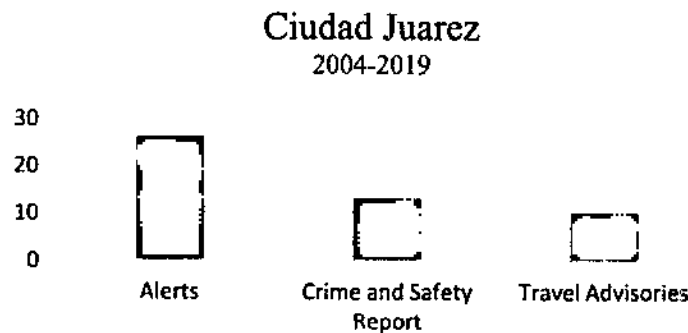 Ciudad Juarez
2004-2019
30
20
10
0
Alerts
Crime and Safety
Report
Travel Advisories